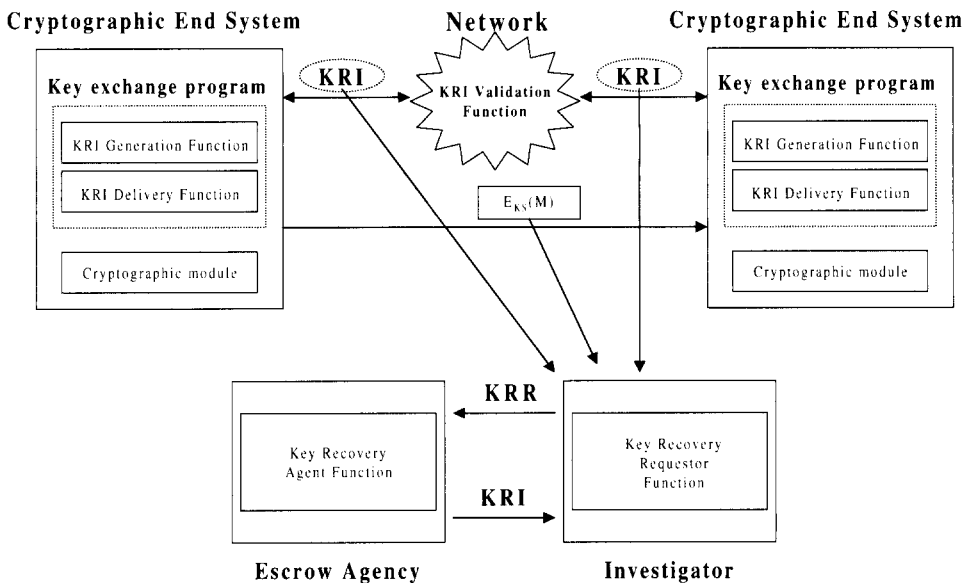 Cryptographic End System
Network
Cryptographic End System
KRI
KRI
Key exchange program
KRI Validation
Function
Key exchange program
KRI Generation Function
KRI Delivery Function
Cryptographic module
KRI Generation Function
KRI Delivery Function
Cryptographic module
E_KS(M)
KRR
Key Recovery
Agent Function
Key Recovery
Requestor
Function
KRI
Escrow Agency
Investigator